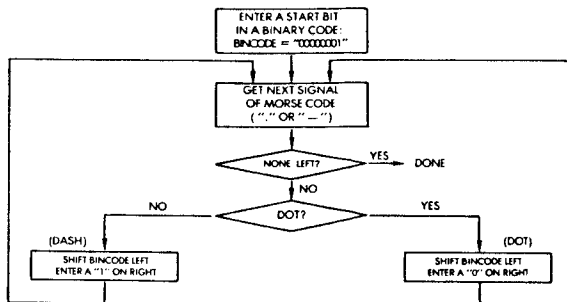 ENTER A START BIT
IN A BINARY CODE:
BINCODE = "00000001"
GET NEXT SIGNAL
OF MORSE CODE
("." OR "—")
NONE LEFT?
YES
DONE
NO
NO
DOT?
YES
(DASH)
(DOT)
SHIFT BINCODE LEFT
ENTER A "1" ON RIGHT
SHIFT BINCODE LEFT
ENTER A "0" ON RIGHT